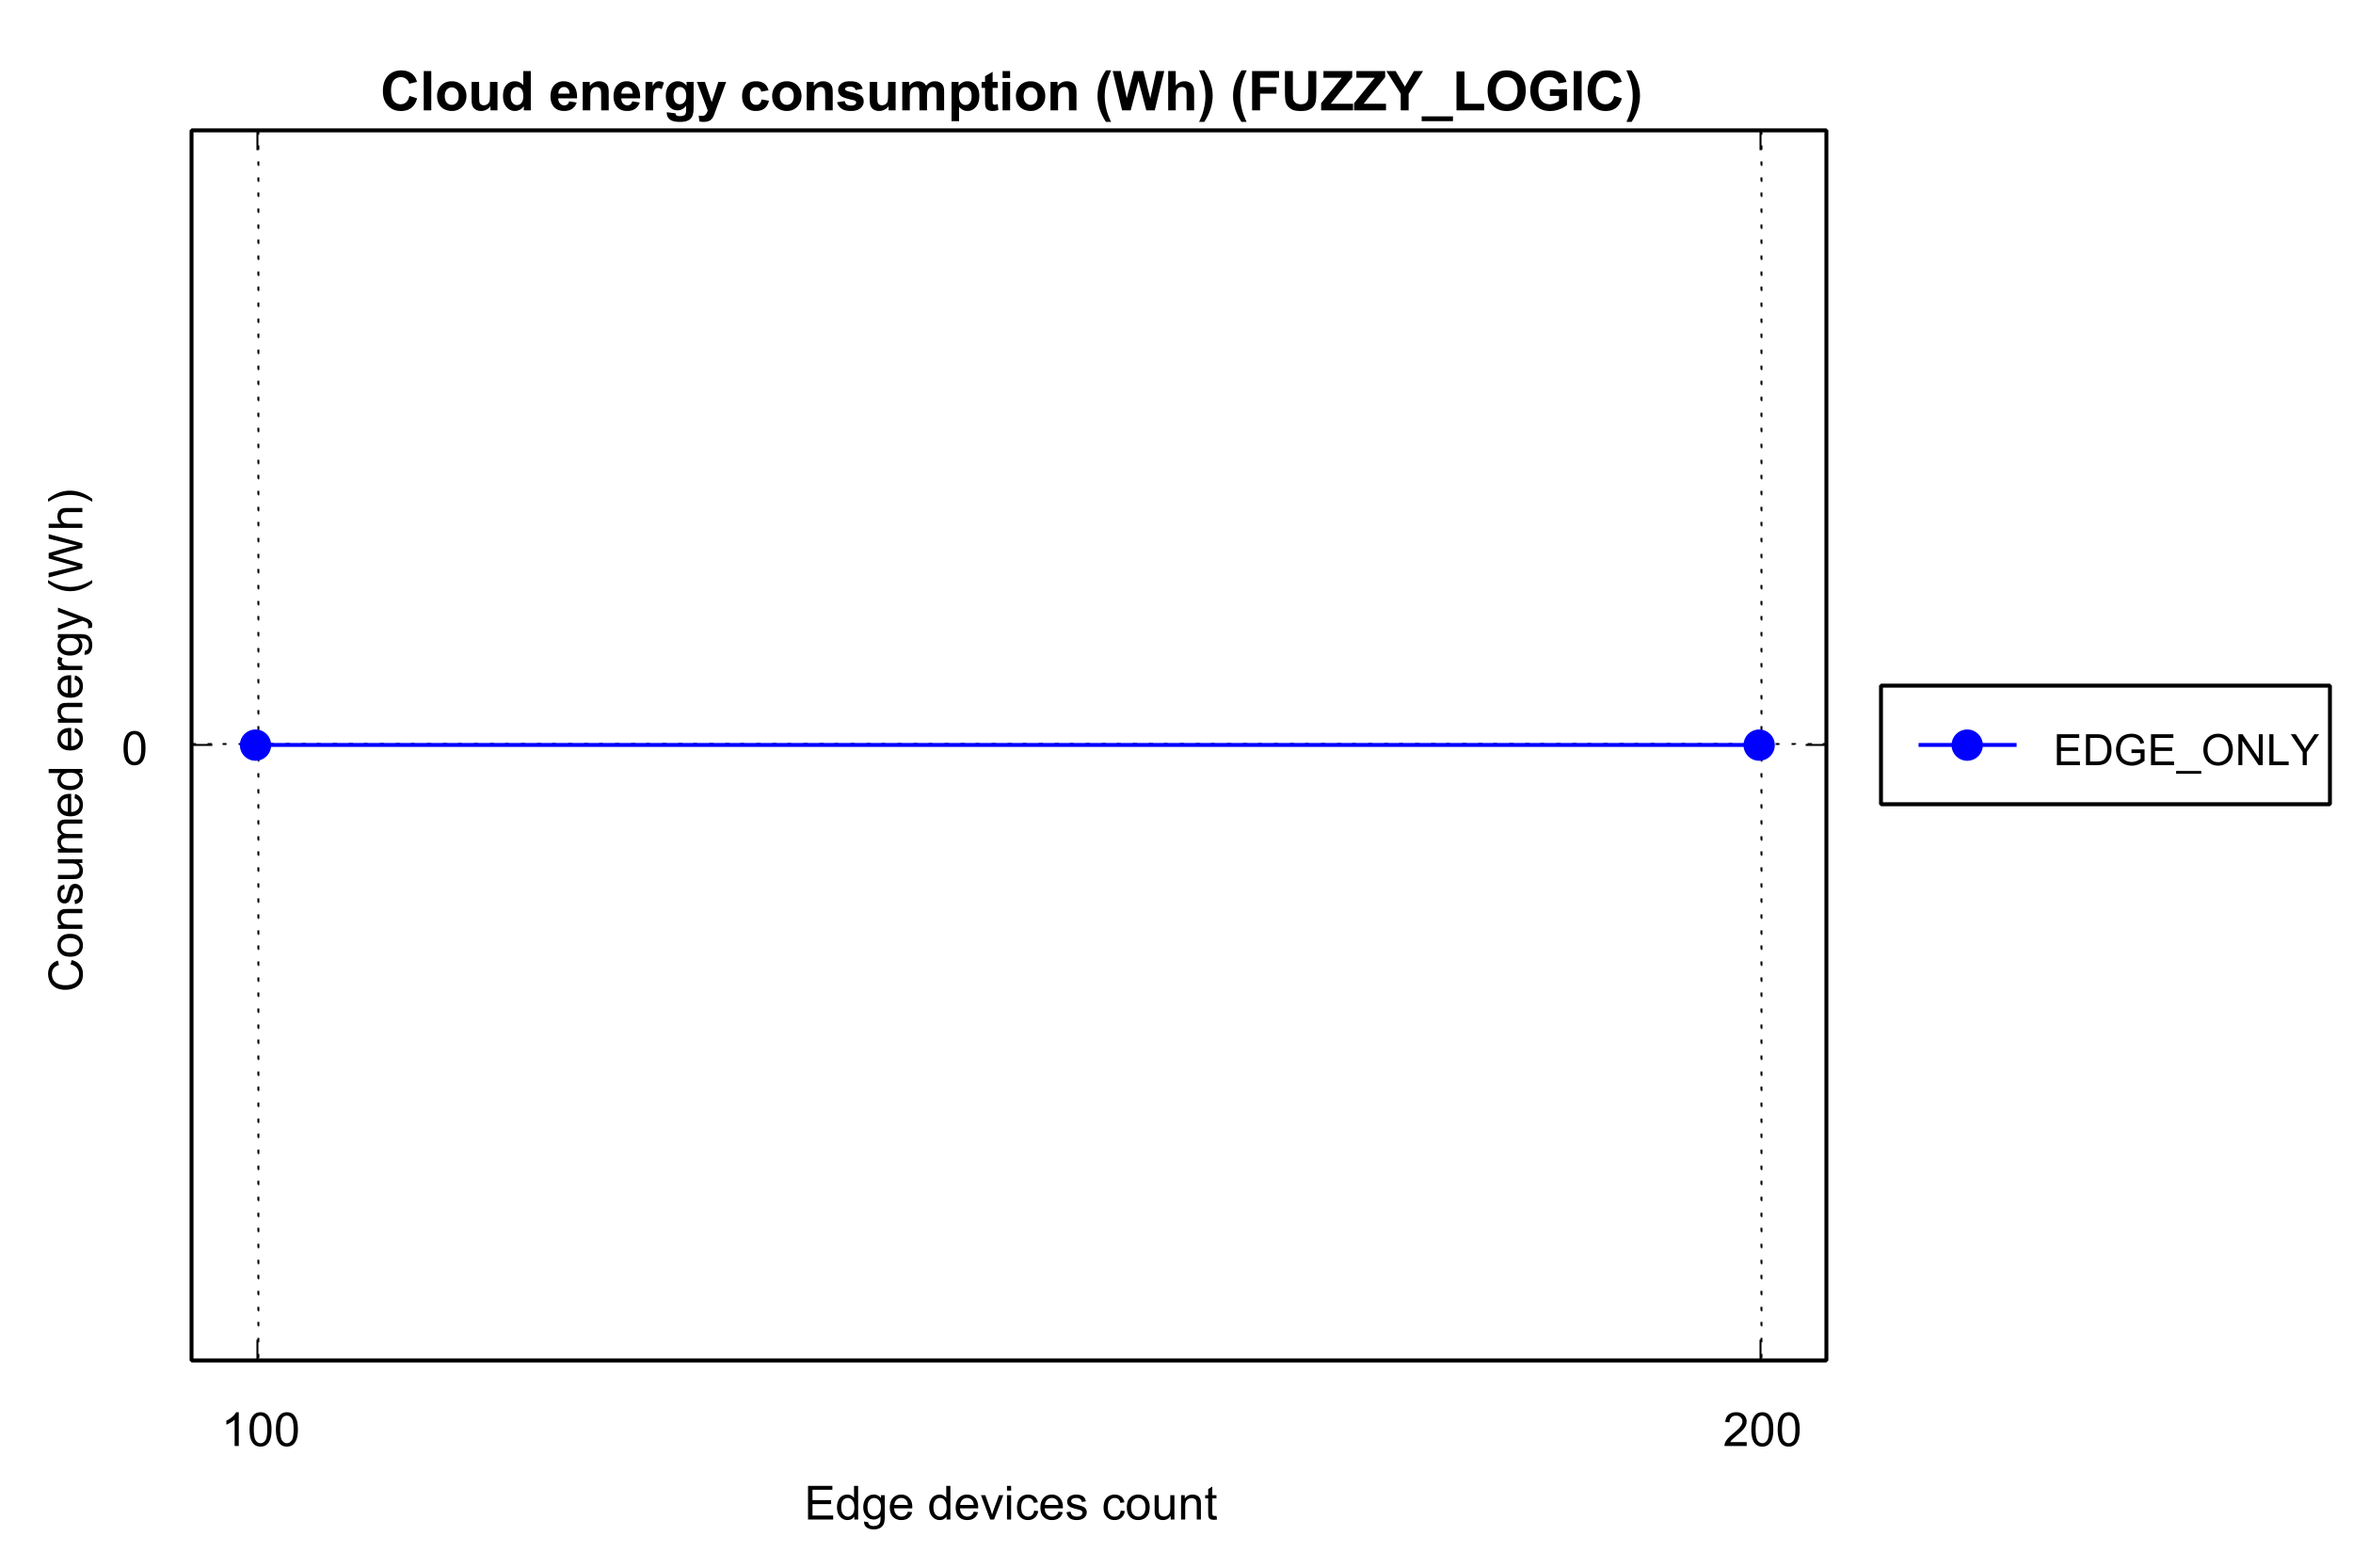 Cloud energy consumption (Wh) (FUZZY_LOGIC)
Consumed energy (Wh)
0
EDGE_ONLY
100
200
Edge devices count